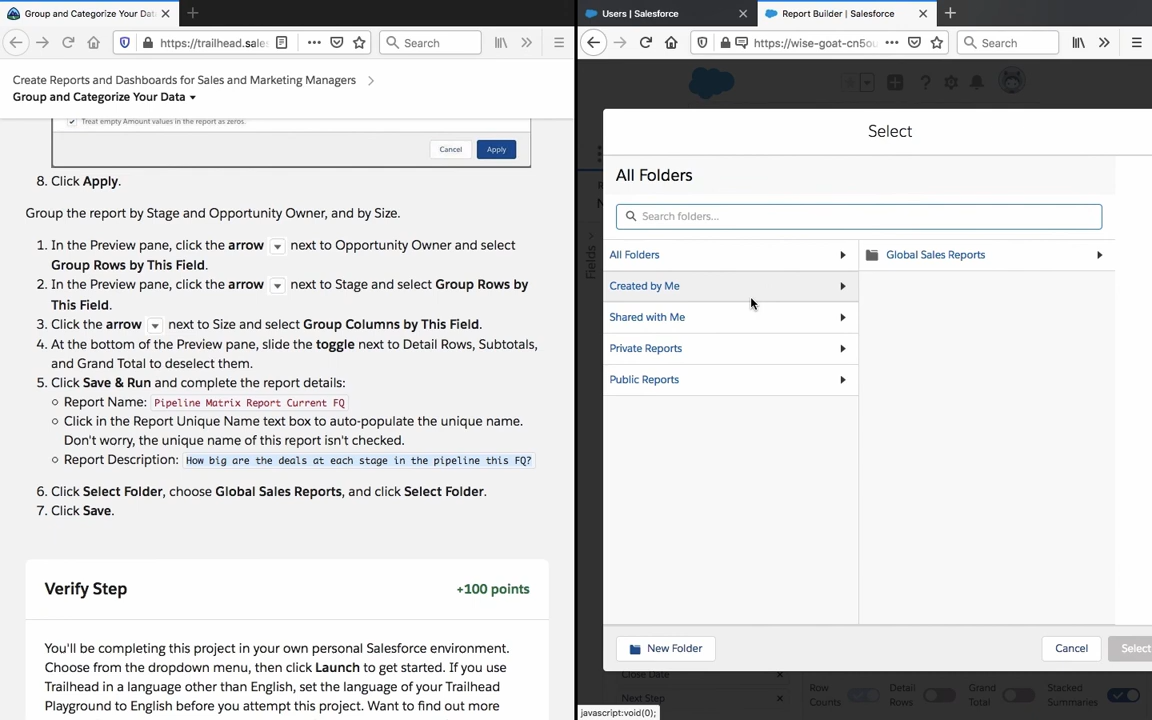 Group and Categorize Your Dat
https://trailhead.sale
Search
Create Reports and Dashboards for Sales and Marketing Managers
Group and Categorize Your Data
Treat empty Amount values in the report as zeros.
Cancel
Apply
8. Click Apply.
Group the report by Stage and Opportunity Owner, and by Size.
1. In the Preview pane, click the arrow next to Opportunity Owner and select
Group Rows by This Field.
2. In the Preview pane, click the arrow next to Stage and select Group Rows by
This Field.
3. Click the arrow next to Size and select Group Columns by This Field.
4. At the bottom of the Preview pane, slide the toggle next to Detail Rows, Subtotals,
and Grand Total to deselect them.
5. Click Save & Run and complete the report details:
Report Name: Pipeline Matrix Report Current FQ
Click in the Report Unique Name text box to auto-populate the unique name.
Don't worry, the unique name of this report isn't checked.
Report Description: How big are the deals at each stage in the pipeline this FQ?
6. Click Select Folder, choose Global Sales Reports, and click Select Folder.
7. Click Save.
Verify Step
+100 points
You'll be completing this project in your own personal Salesforce environment.
Choose from the dropdown menu, then click Launch to get started. If you use
Trailhead in a language other than English, set the language of your Trailhead
Playground to English before you attempt this project. Want to find out more
Users | Salesforce
Report Builder | Salesforce
https://wise-goat-cn5ou
Search
Select
All Folders
Search folders...
All Folders
Global Sales Reports
Created by Me
Shared with Me
Private Reports
Public Reports
New Folder
Cancel
Select
Fields
Close Date
Next Step
Row
Counts
Detail
Rows
Grand
Total
Stacked
Summaries
javascript:void(0);